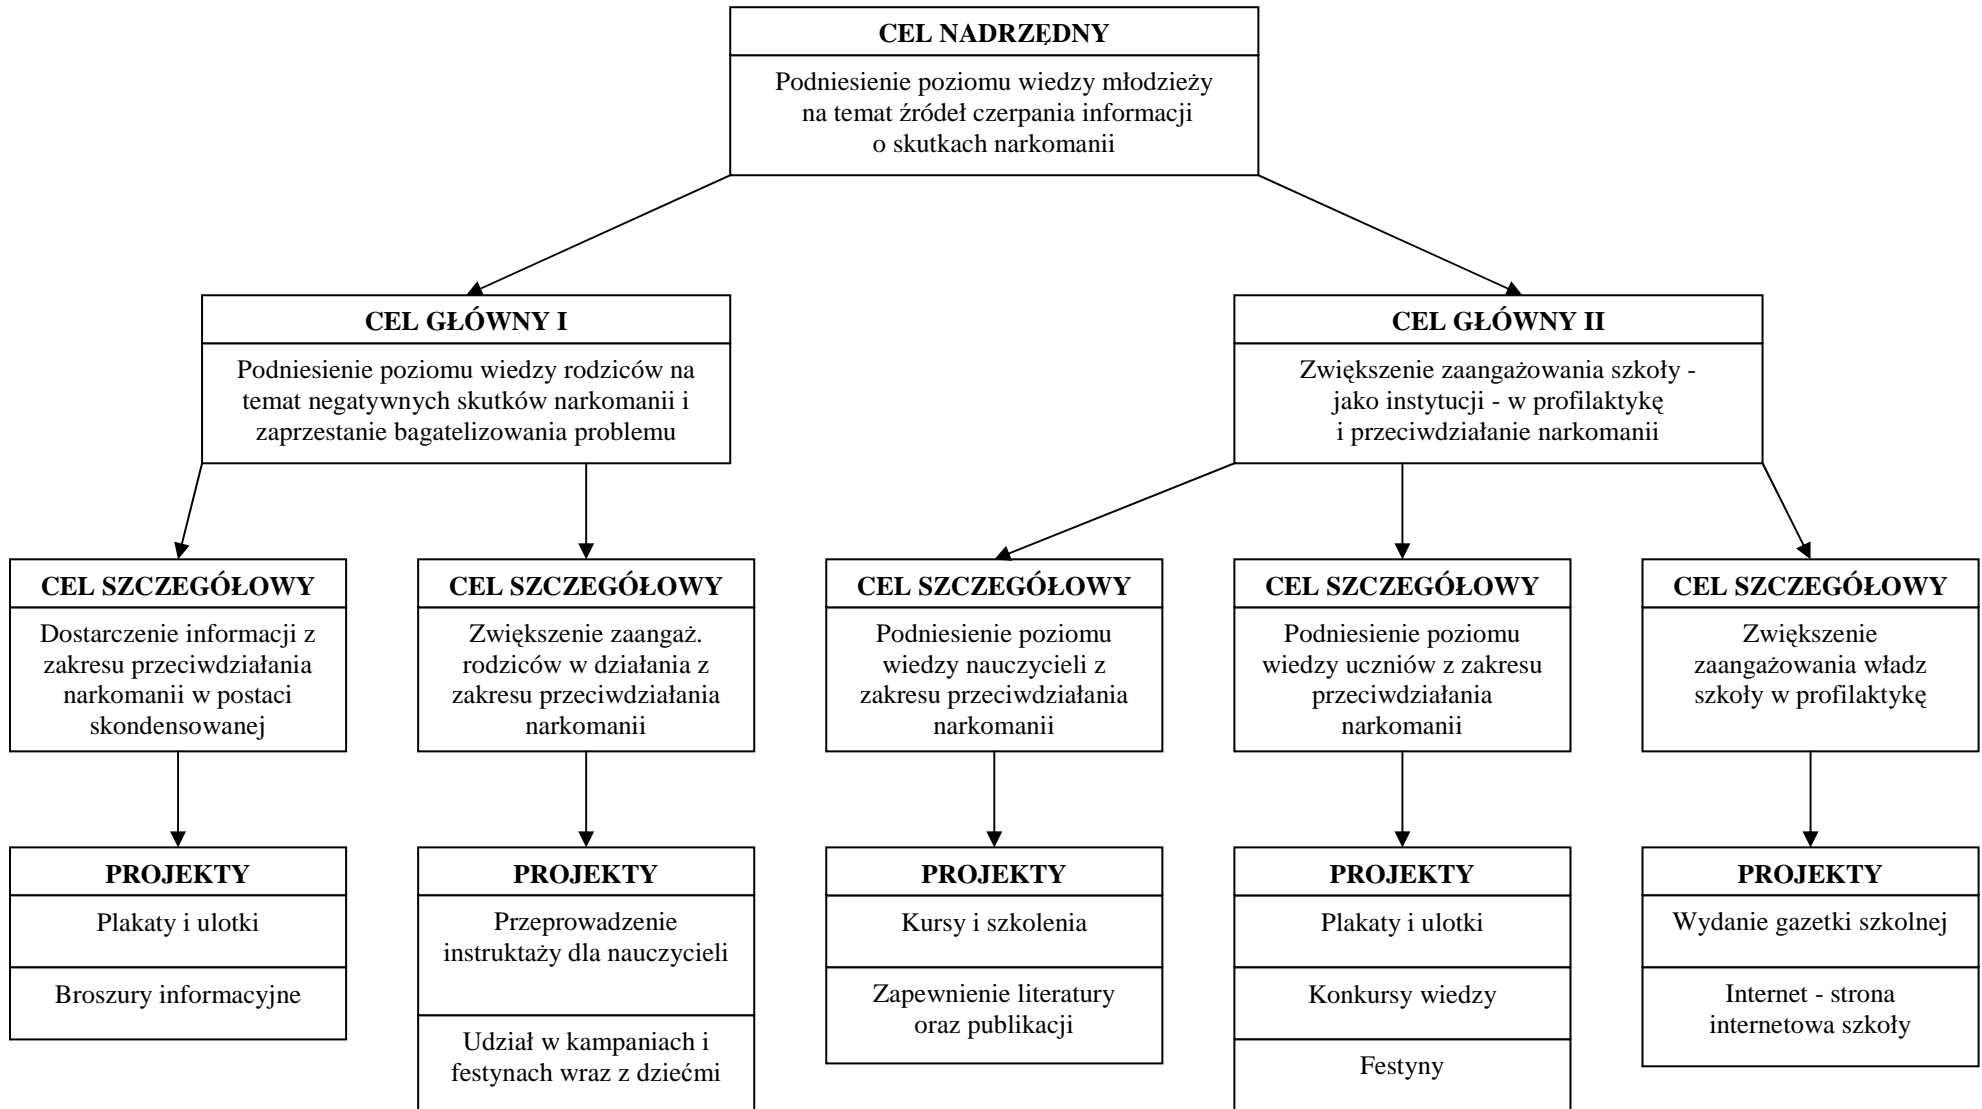 CEL NADRZĘDNY
Podniesienie poziomu wiedzy młodzieży
na temat źródeł czerpania informacji
o skutkach narkomanii
CEL GŁÓWNY I
Podniesienie poziomu wiedzy rodziców na
temat negatywnych skutków narkomanii i
zaprzestanie bagatelizowania problemu
CEL GŁÓWNY II
Zwiększenie zaangażowania szkoły -
jako instytucji - w profilaktykę
i przeciwdziałanie narkomanii
CEL SZCZEGÓŁOWY
Dostarczenie informacji z
zakresu przeciwdziałania
narkomanii w postaci
skondensowanej
CEL SZCZEGÓŁOWY
Zwiększenie zaangaż.
rodziców w działania z
zakresu przeciwdziałania
narkomanii
CEL SZCZEGÓŁOWY
Podniesienie poziomu
wiedzy nauczycieli z
zakresu przeciwdziałania
narkomanii
CEL SZCZEGÓŁOWY
Podniesienie poziomu
wiedzy uczniów z zakresu
przeciwdziałania
narkomanii
CEL SZCZEGÓŁOWY
Zwiększenie
zaangażowania władz
szkoły w profilaktykę
PROJEKTY
Plakaty i ulotki
Broszury informacyjne
PROJEKTY
Przeprowadzenie
instruktaży dla nauczycieli
Udział w kampaniach i
festynach wraz z dziećmi
PROJEKTY
Kursy i szkolenia
Zapewnienie literatury
oraz publikacji
PROJEKTY
Plakaty i ulotki
Konkursy wiedzy
Festyny
PROJEKTY
Wydanie gazetki szkolnej
Internet - strona
internetowa szkoły